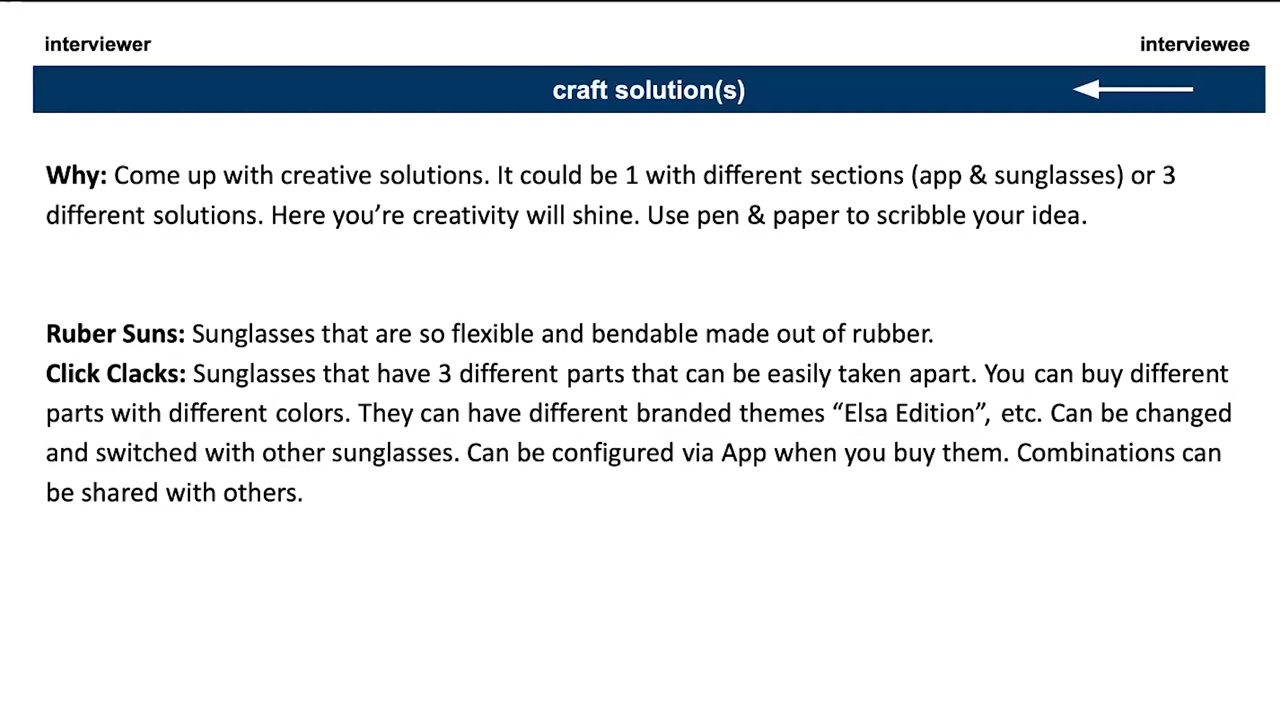 interviewer
interviewee
craft solution(s)
Why: Come up with creative solutions. It could be 1 with different sections (app & sunglasses) or 3
different solutions. Here you’re creativity will shine. Use pen & paper to scribble your idea.
Ruber Suns: Sunglasses that are so flexible and bendable made out of rubber.
Click Clacks: Sunglasses that have 3 different parts that can be easily taken apart. You can buy different
parts with different colors. They can have different branded themes “Elsa Edition”, etc. Can be changed
and switched with other sunglasses. Can be configured via App when you buy them. Combinations can
be shared with others.